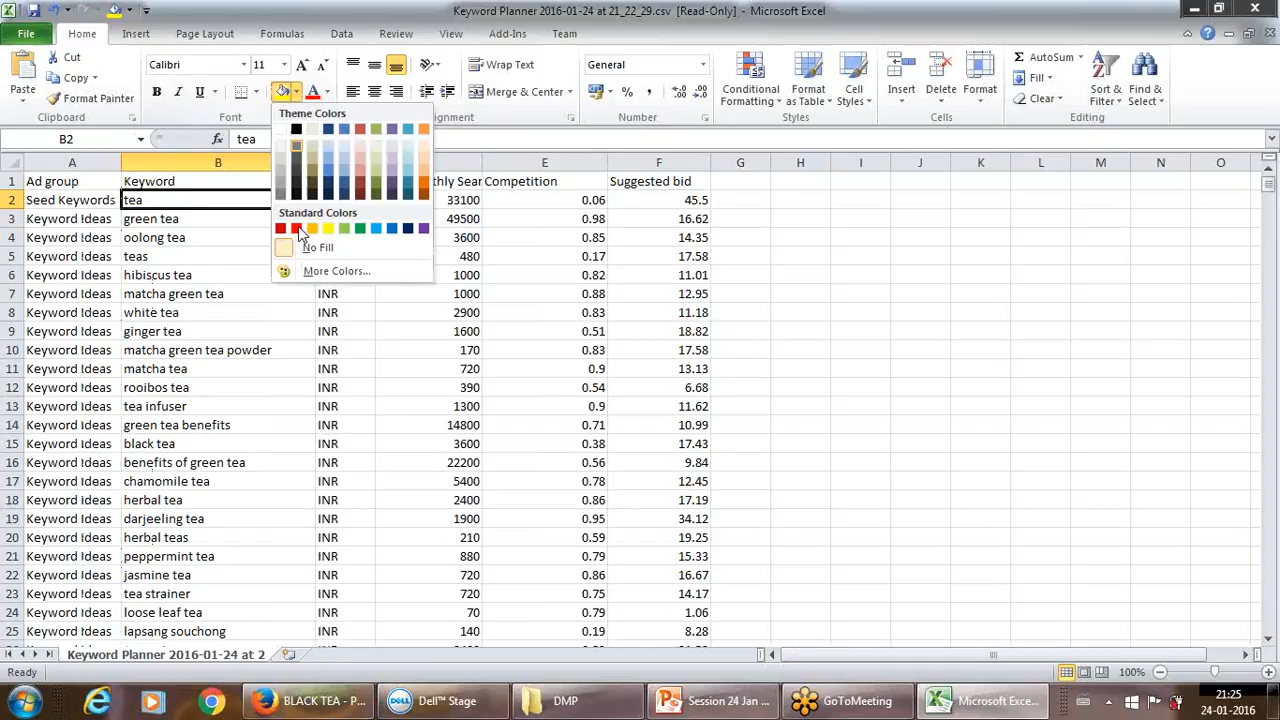 Keyword Planner 2016-01-24 at 21_22_29.csv [Read-Only] - Microsoft Excel
File Home Insert Page Layout Formulas Data Review View Add-Ins Team
Cut
Copy
Format Painter
Paste
Clipboard
Calibri 11
B I U
Font
Wrap Text
Merge & Center
gnment
General
Number
Conditional Formatting
Format as Table
Cell Styles
Styles
Insert Delete Format
Cells
AutoSum
Fill
Clear
Sort & Filter
Find & Select
Editing
Theme Colors
Standard Colors
No Fill
More Colors...
B2 fx tea
A B E F G H I J K L M N O
1 Ad group Keyword hly Sear Competition Suggested bid
2 Seed Keywords tea 33100 0.06 45.5
3 Keyword Ideas green tea 49500 0.98 16.62
4 Keyword Ideas oolong tea 3600 0.85 14.35
5 Keyword Ideas teas 480 0.17 17.58
6 Keyword Ideas hibiscus tea 1000 0.82 11.01
7 Keyword Ideas matcha green tea INR 1000 0.88 12.95
8 Keyword Ideas white tea INR 2900 0.83 11.18
9 Keyword Ideas ginger tea INR 1600 0.51 18.82
10 Keyword Ideas matcha green tea powder INR 170 0.83 17.58
11 Keyword Ideas matcha tea INR 720 0.9 13.13
12 Keyword Ideas rooibos tea INR 390 0.54 6.68
13 Keyword Ideas tea infuser INR 1300 0.9 11.62
14 Keyword Ideas green tea benefits INR 14800 0.71 10.99
15 Keyword Ideas black tea INR 3600 0.38 17.43
16 Keyword Ideas benefits of green tea INR 22200 0.56 9.84
17 Keyword Ideas chamomile tea INR 5400 0.78 12.45
18 Keyword Ideas herbal tea INR 2400 0.86 17.19
19 Keyword Ideas darjeeling tea INR 1900 0.95 34.12
20 Keyword Ideas herbal teas INR 210 0.59 19.25
21 Keyword Ideas peppermint tea INR 880 0.79 15.33
22 Keyword Ideas jasmine tea INR 720 0.86 16.67
23 Keyword Ideas tea strainer INR 720 0.75 14.17
24 Keyword Ideas loose leaf tea INR 70 0.79 1.06
25 Keyword Ideas lapsang souchong INR 140 0.19 8.28
Keyword Planner 2016-01-24 at 2
Ready 100%
BLACK TEA - P...
Dell™ Stage
DMP
Session 24 Jan ...
GoToMeeting
Microsoft Exc...
21:25
24-01-2016